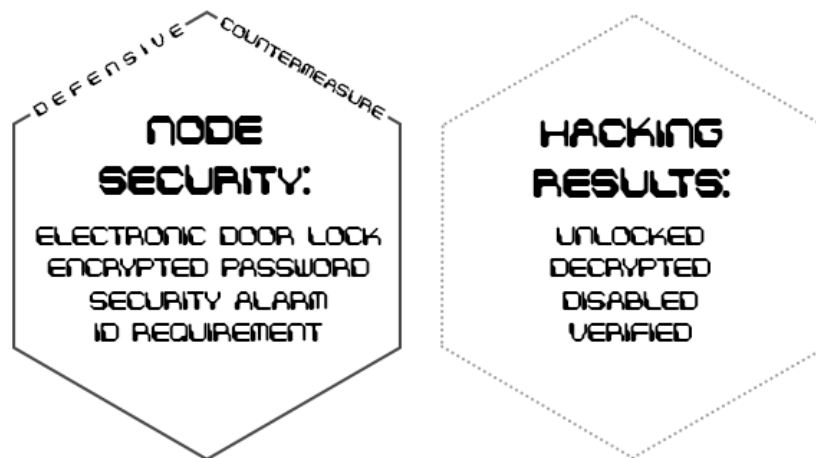 DEFENSIVE
COUNTERMEASURE
NODE
SECURITY:
ELECTRONIC DOOR LOCK
ENCRYPTED PASSWORD
SECURITY ALARM
ID REQUIREMENT
HACKING
RESULTS:
UNLOCKED
DECRYPTED
DISABLED
VERIFIED